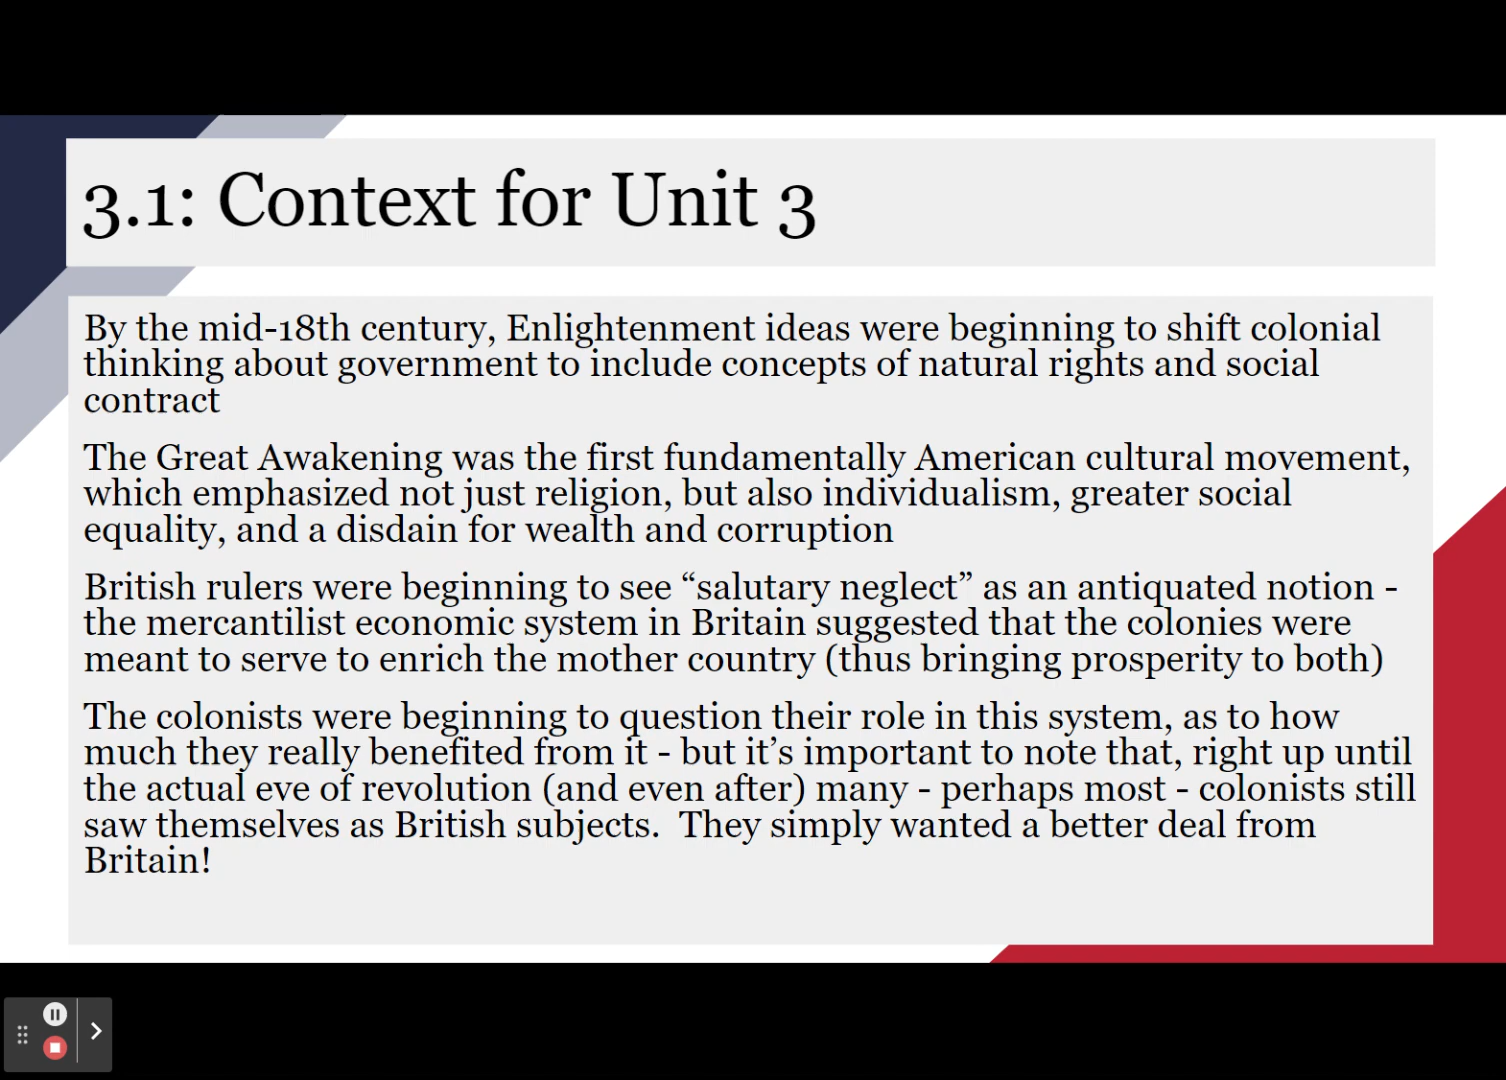 3.1: Context for Unit 3
By the mid-18th century, Enlightenment ideas were beginning to shift colonial
thinking about government to include concepts of natural rights and social
contract
The Great Awakening was the first fundamentally American cultural movement,
which emphasized not just religion, but also individualism, greater social
equality, and a disdain for wealth and corruption
British rulers were beginning to see “salutary neglect” as an antiquated notion -
the mercantilist economic system in Britain suggested that the colonies were
meant to serve to enrich the mother country (thus bringing prosperity to both)
The colonists were beginning to question their role in this system, as to how
much they really benefited from it - but it’s important to note that, right up until
the actual eve of revolution (and even after) many - perhaps most - colonists still
saw themselves as British subjects.  They simply wanted a better deal from
Britain!